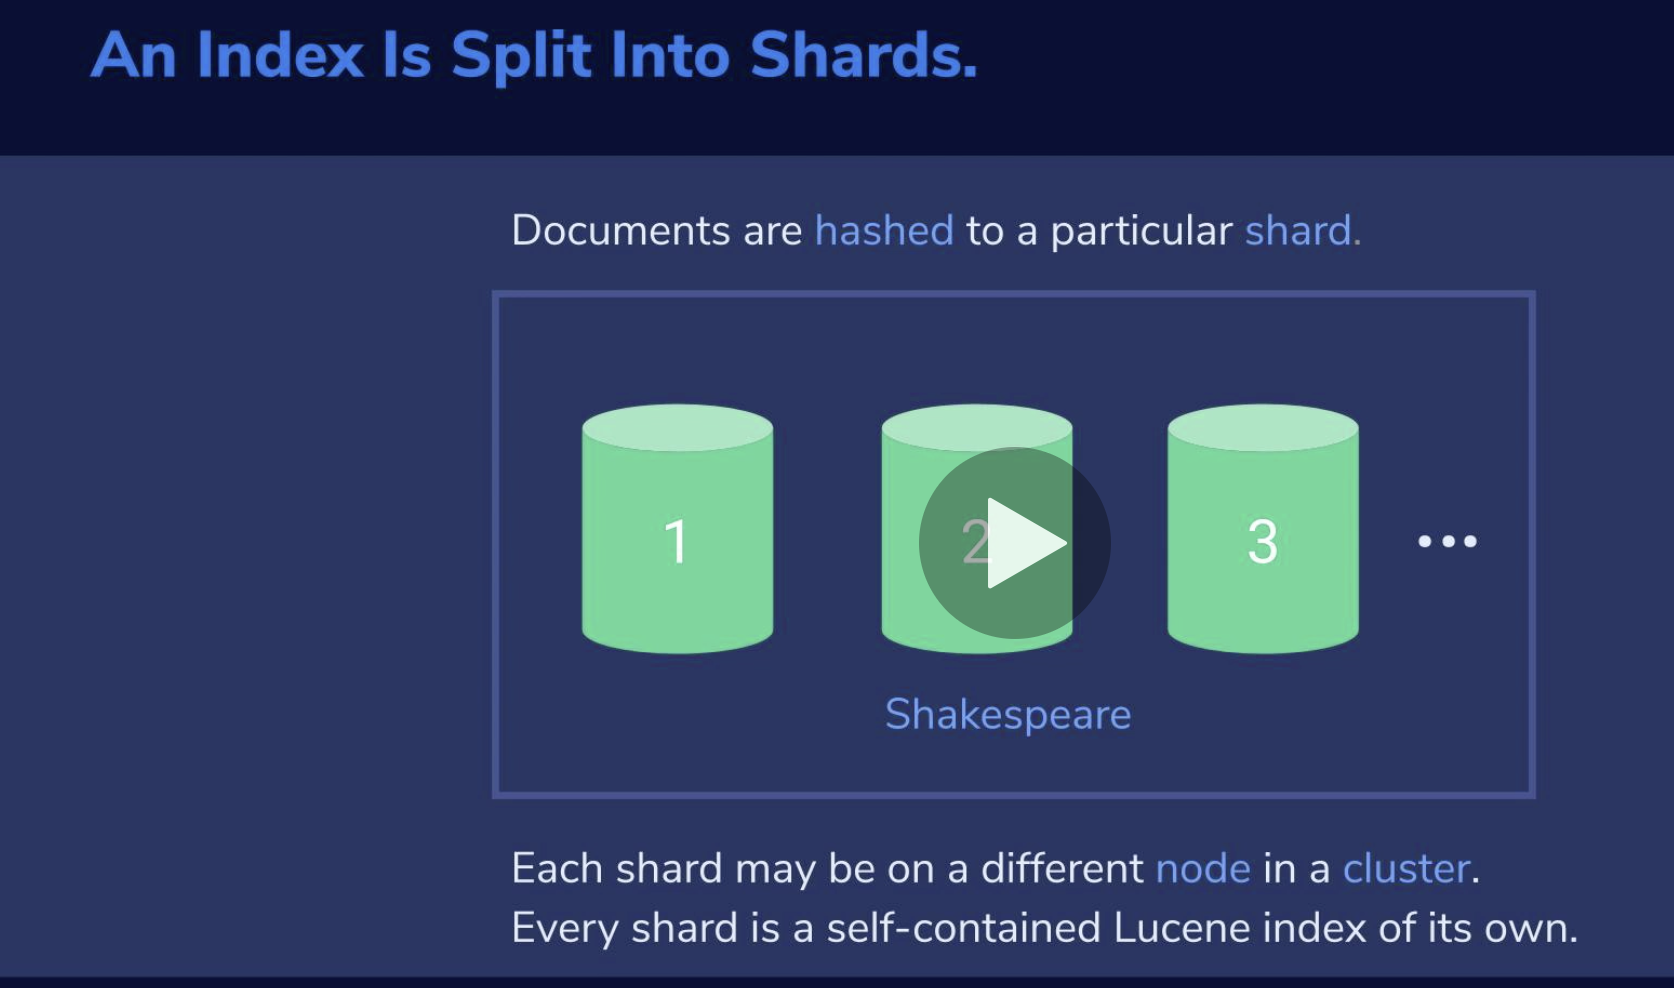 An Index Is Split Into Shards.
Documents are hashed to a particular shard.
1 2 3 ...
Shakespeare
Each shard may be on a different node in a cluster.
Every shard is a self-contained Lucene index of its own.